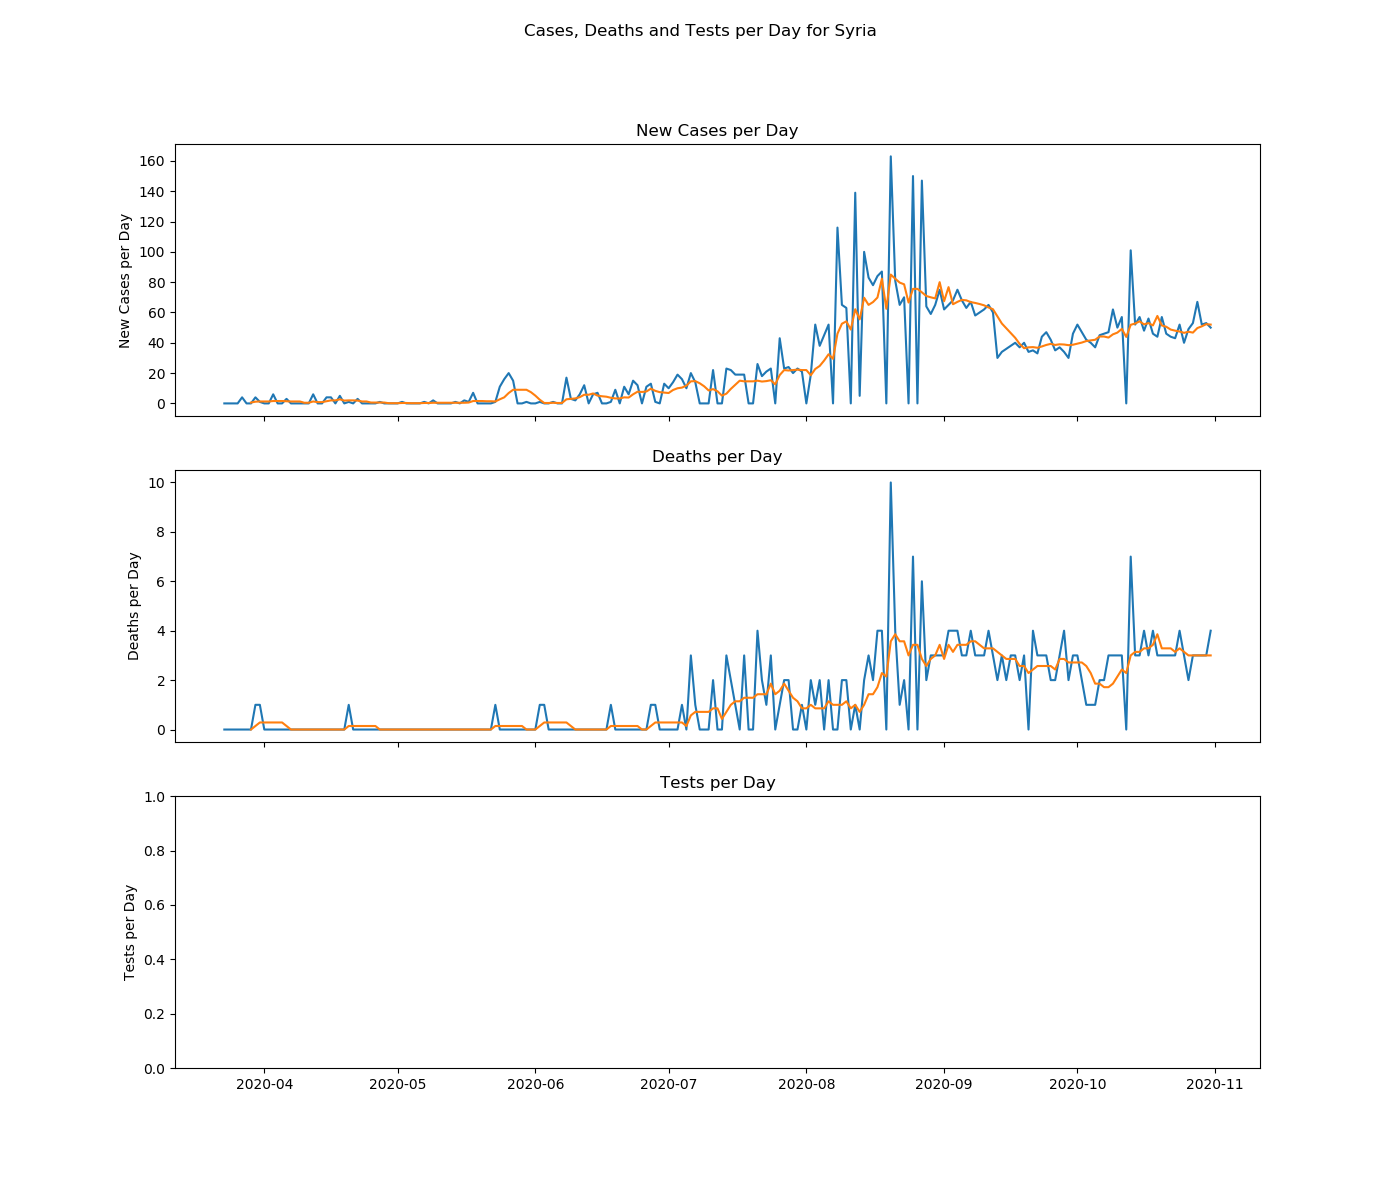 Cases, Deaths and Tests per Day for Syria
New Cases per Day
160
140
120
100
80
60
40
20
0
New Cases per Day
Deaths per Day
10
8
6
4
2
0
Deaths per Day
Tests per Day
1.0
0.8
0.6
0.4
0.2
0.0
Tests per Day
2020-04 2020-05 2020-06 2020-07 2020-08 2020-09 2020-10 2020-11